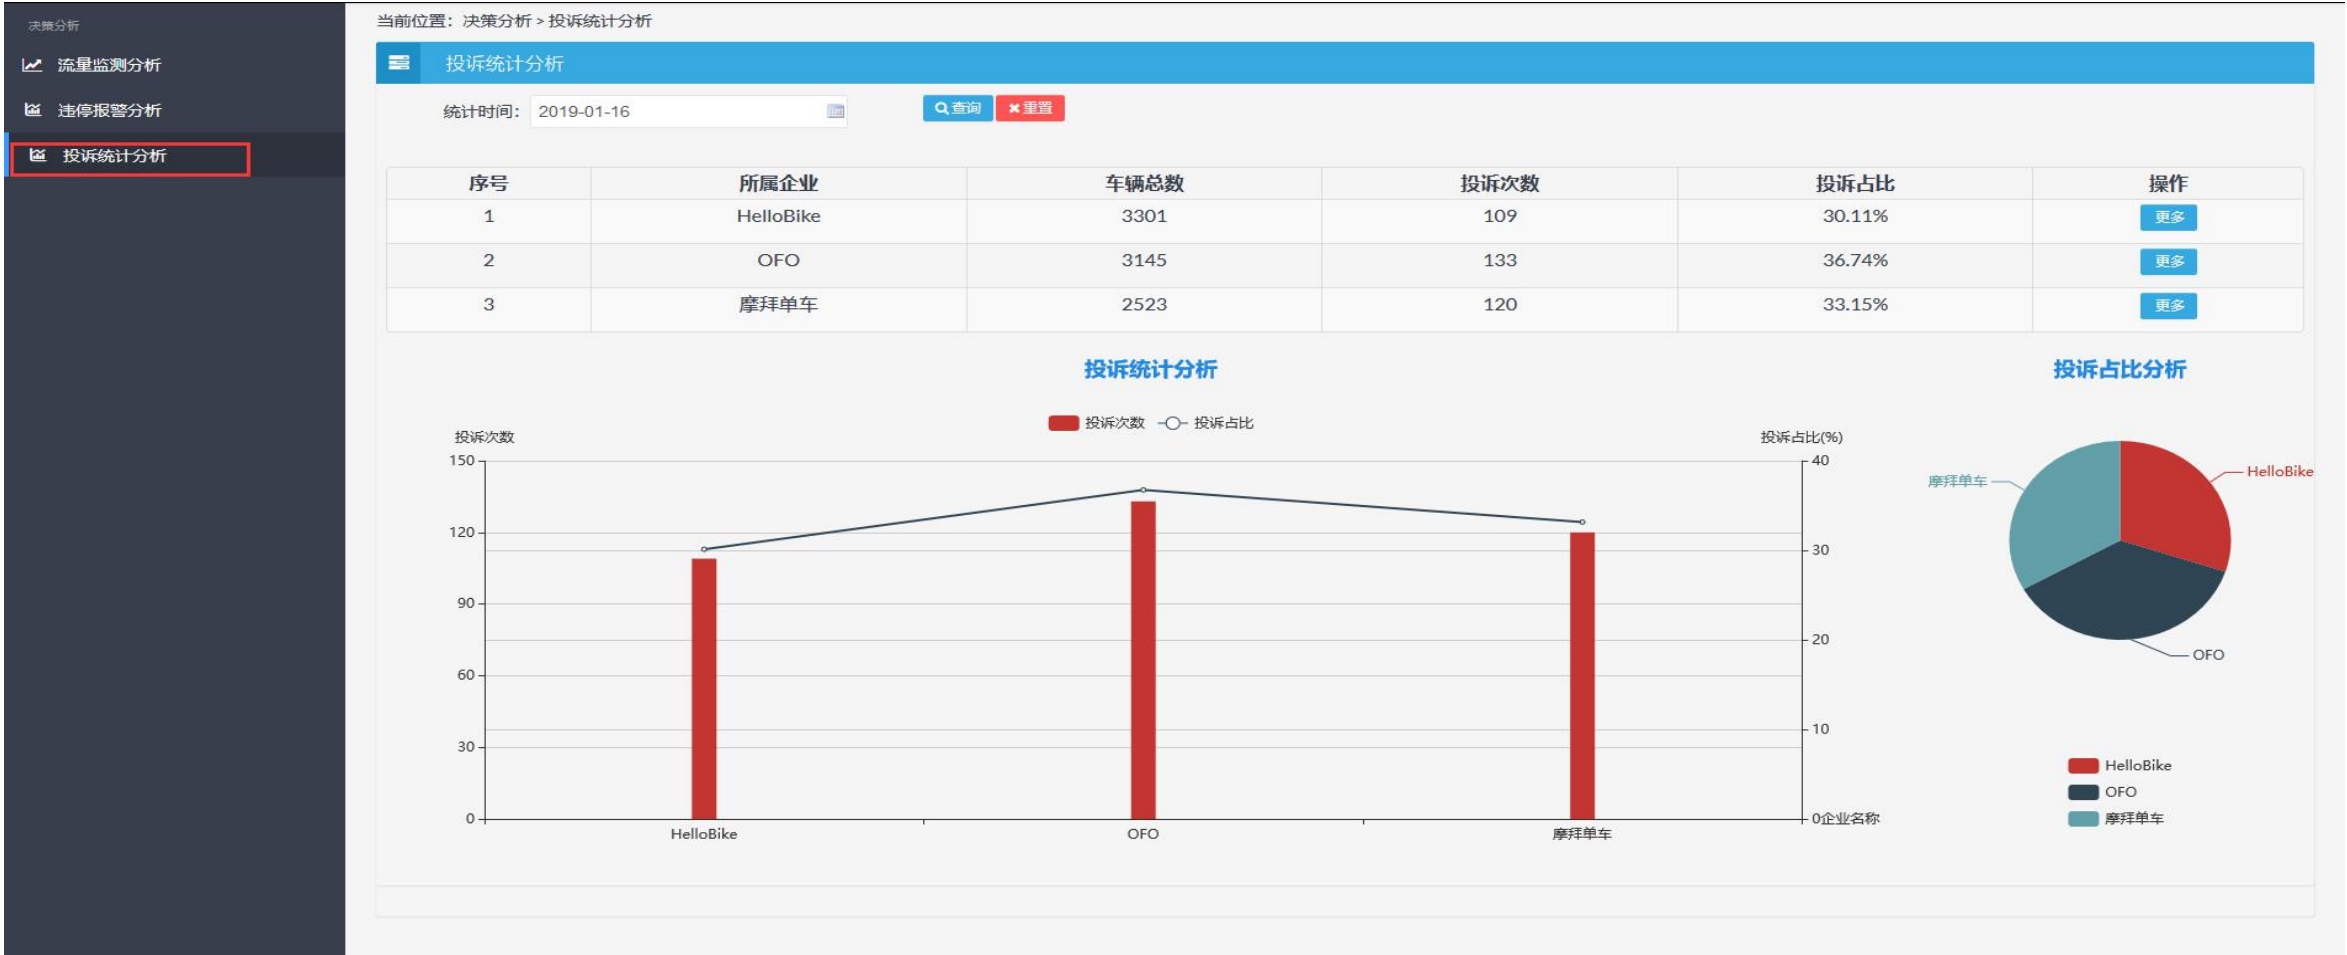 决策分析
流量监测分析
违停报警分析
投诉统计分析
当前位置：决策分析 > 投诉统计分析
投诉统计分析
统计时间： 2019-01-16 查询 重置
序号 所属企业 车辆总数 投诉次数 投诉占比 操作
1 HelloBike 3301 109 30.11% 更多
2 OFO 3145 133 36.74% 更多
3 摩拜单车 2523 120 33.15% 更多
投诉统计分析
投诉次数 投诉占比
投诉次数
150
120
90
60
30
0
投诉占比(%)
40
30
20
10
0
企业名称
HelloBike OFO 摩拜单车
投诉占比分析
摩拜单车
HelloBike
OFO
HelloBike
OFO
摩拜单车